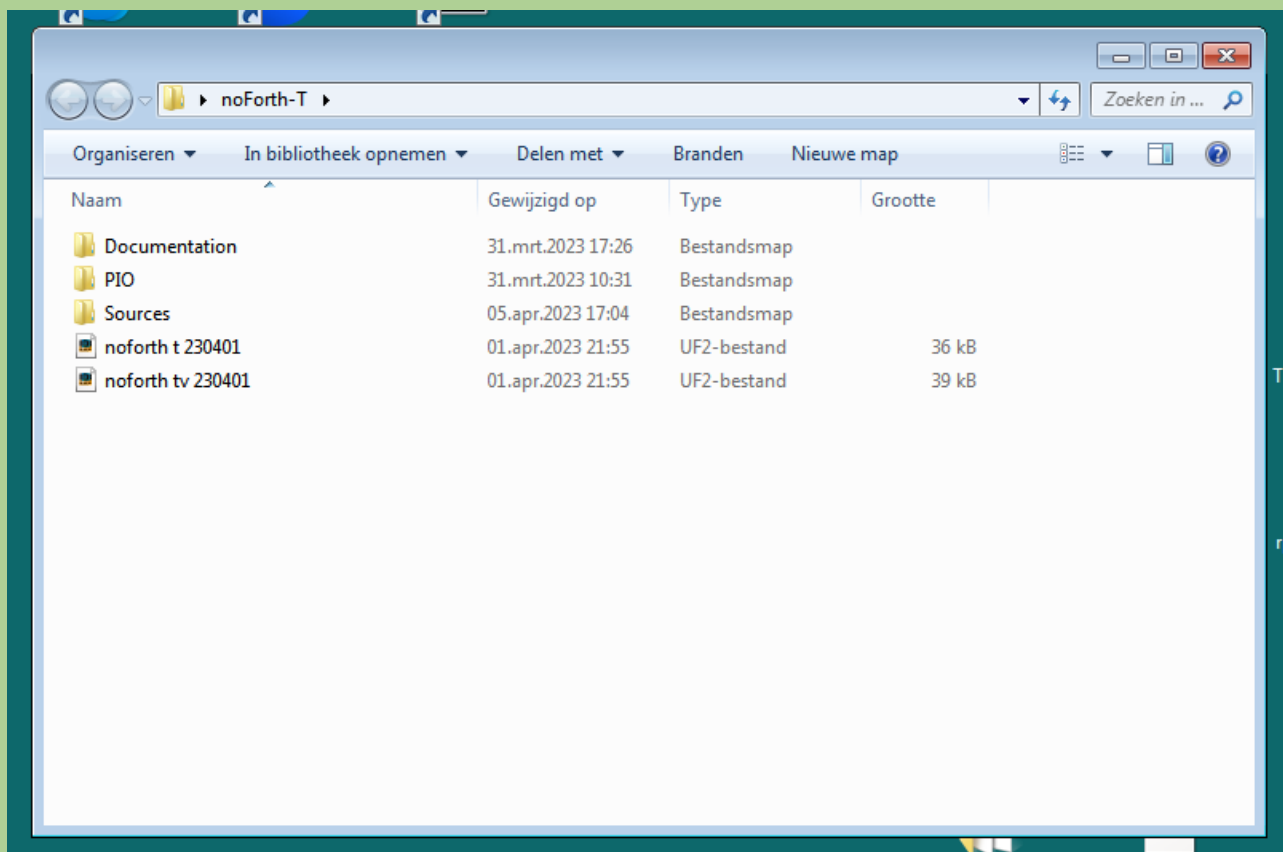 noForth-T
Zoeken in ...
Organiseren In bibliotheek opnemen Delen met Branden Nieuwe map
Naam Gewijzigd op Type Grootte
Documentation 31.mrt.2023 17:26 Bestandsmap
PIO 31.mrt.2023 10:31 Bestandsmap
Sources 05.apr.2023 17:04 Bestandsmap
noforth t 230401 01.apr.2023 21:55 UF2-bestand 36 kB
noforth tv 230401 01.apr.2023 21:55 UF2-bestand 39 kB
T
r